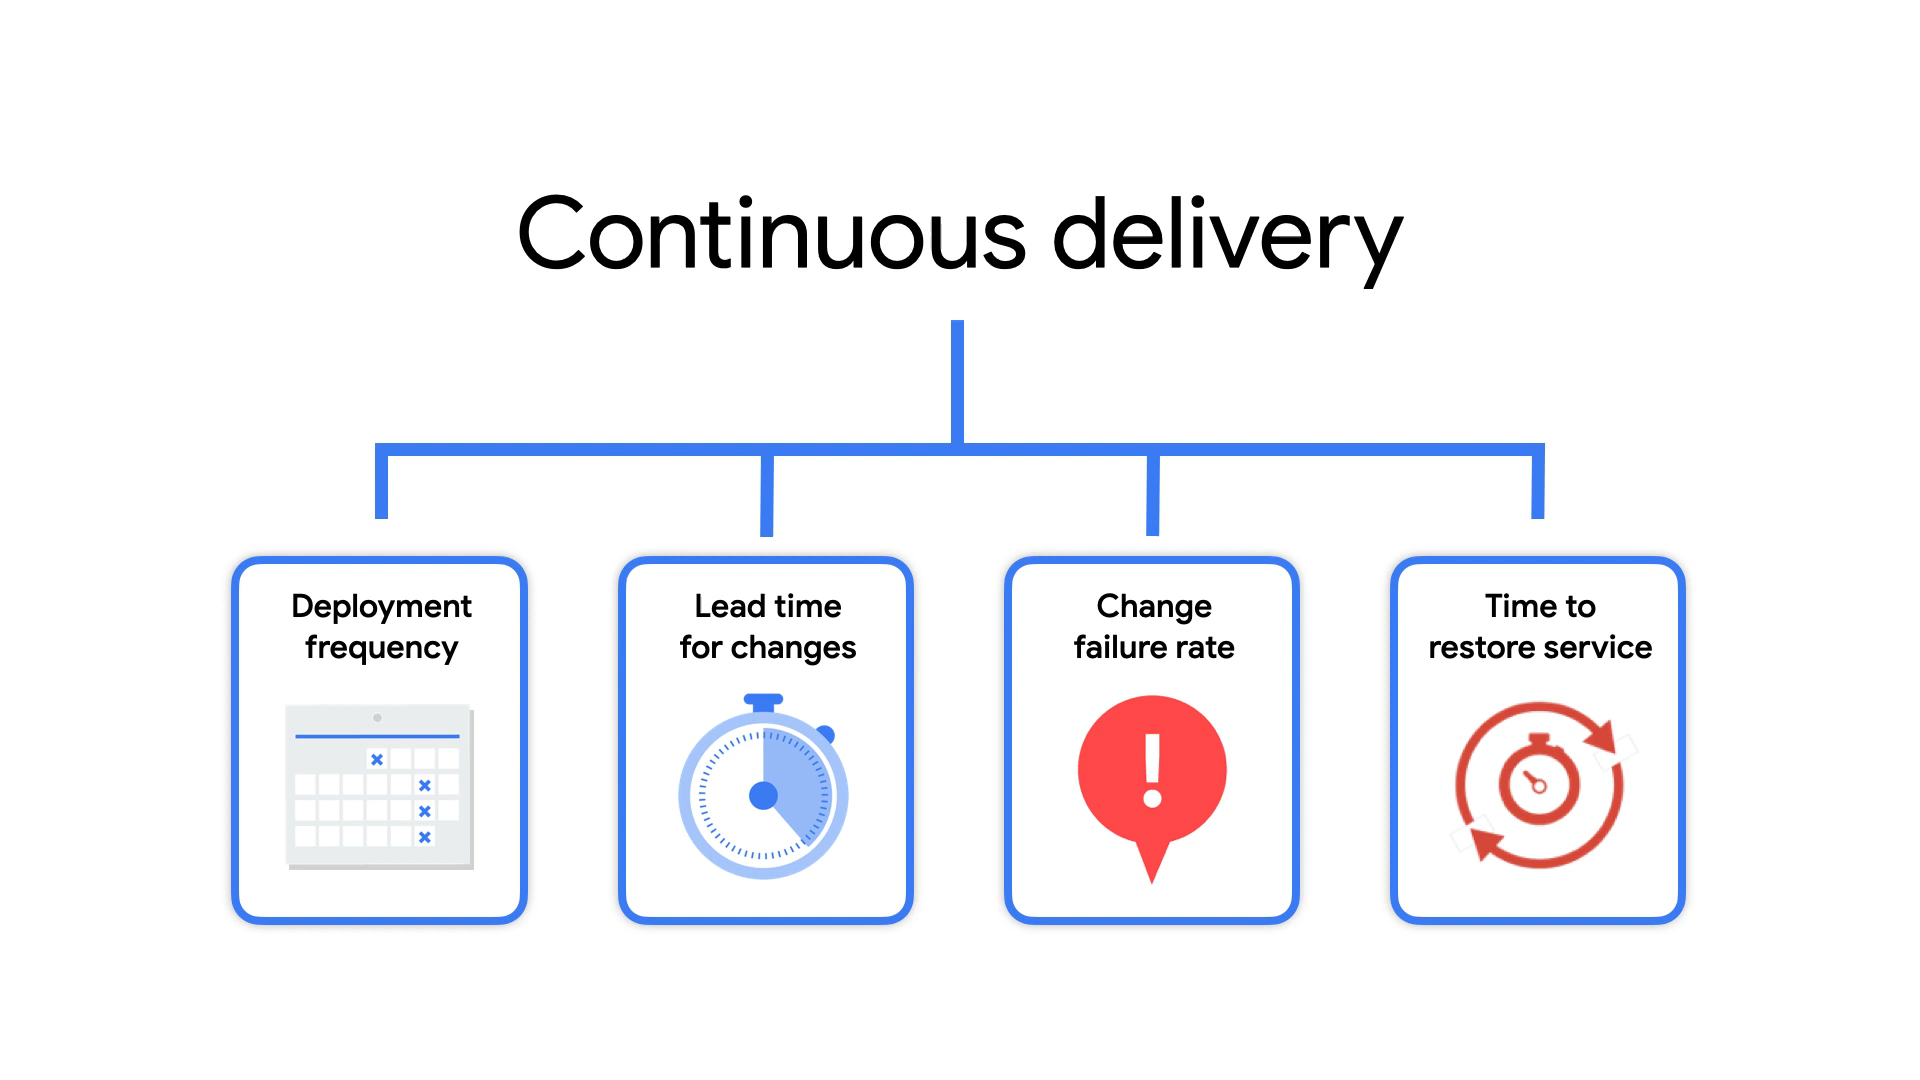 Continuous delivery
Deployment
frequency
Lead time
for changes
Change
failure rate
Time to
restore service